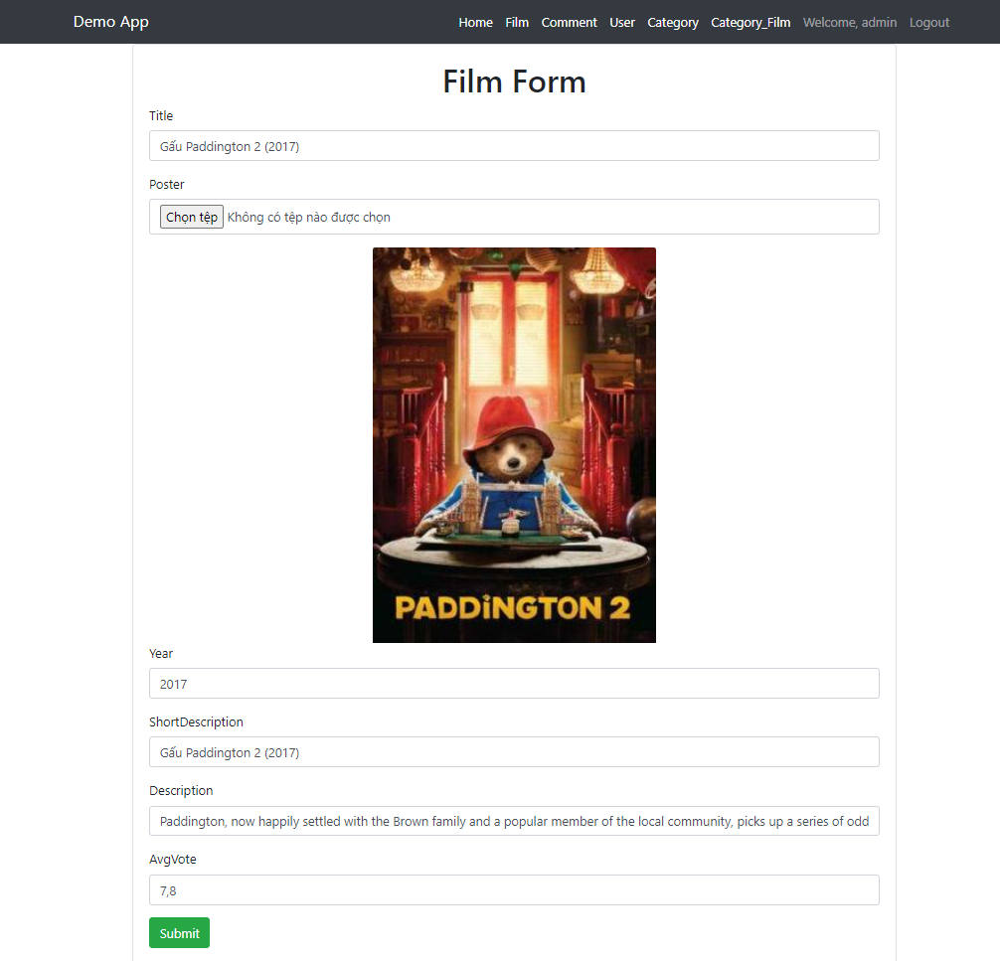 Demo App Home Film Comment User Category Category_Film Welcome, admin Logout
Film Form
Title
Gấu Paddington 2 (2017)
Poster
Chọn tệp Không có tệp nào được chọn
PADDiNGTON 2
Year
2017
ShortDescription
Gấu Paddington 2 (2017)
Description
Paddington, now happily settled with the Brown family and a popular member of the local community, picks up a series of odd
AvgVote
7,8
Submit